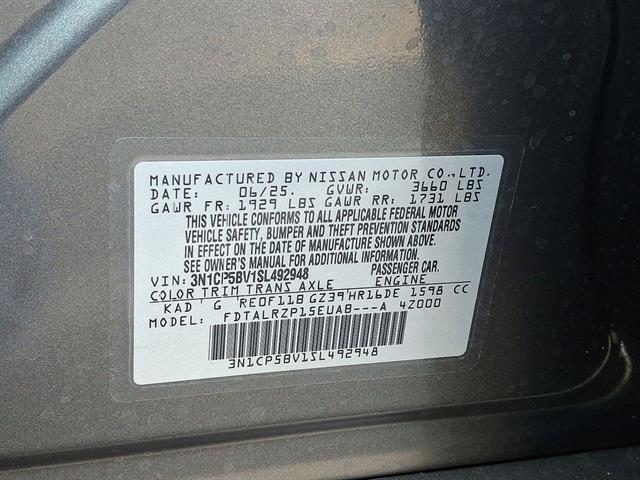 MANUFACTURED BY NISSAN MOTOR CO.,LTD.
DATE: 06/25. GVWR: 3660 LBS
GAWR FR: 1929 LBS GAWR RR: 1731 LBS
THIS VEHICLE CONFORMS TO ALL APPLICABLE FEDERAL MOTOR
VEHICLE SAFETY, BUMPER AND THEFT PREVENTION STANDARDS
IN EFFECT ON THE DATE OF MANUFACTURE SHOWN ABOVE.
SEE OWNER'S MANUAL FOR ADDITIONAL INFORMATION.
VIN: 3N1CP5BV1SL492948 PASSENGER CAR.
COLOR TRIM TRANS AXLE ENGINE
KAD G RE0F11B GZ39 HR16DE 1598 CC
MODEL: FDTALRZP15EUAB---A 4Z000
3N1CP5BV1SL492948